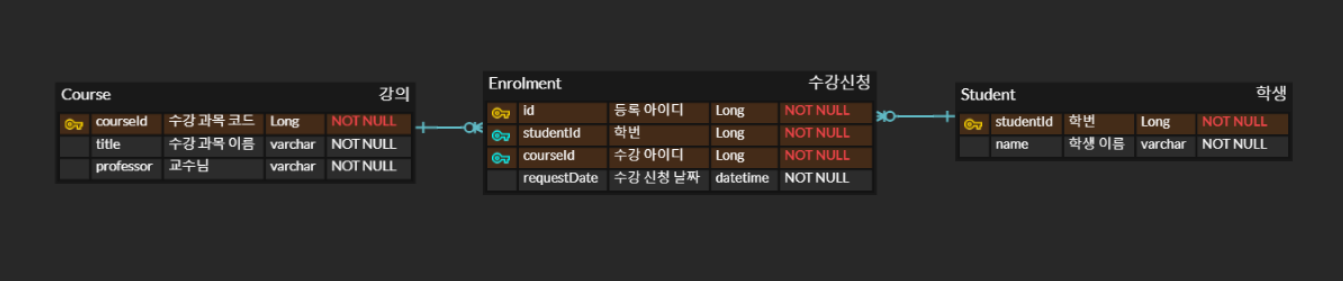 Course 강의
courseId 수강 과목 코드 Long NOT NULL
title 수강 과목 이름 varchar NOT NULL
professor 교수님 varchar NOT NULL
Enrolment 수강신청
id 등록 아이디 Long NOT NULL
studentId 학번 Long NOT NULL
courseId 수강 아이디 Long NOT NULL
requestDate 수강 신청 날짜 datetime NOT NULL
Student 학생
studentId 학번 Long NOT NULL
name 학생 이름 varchar NOT NULL